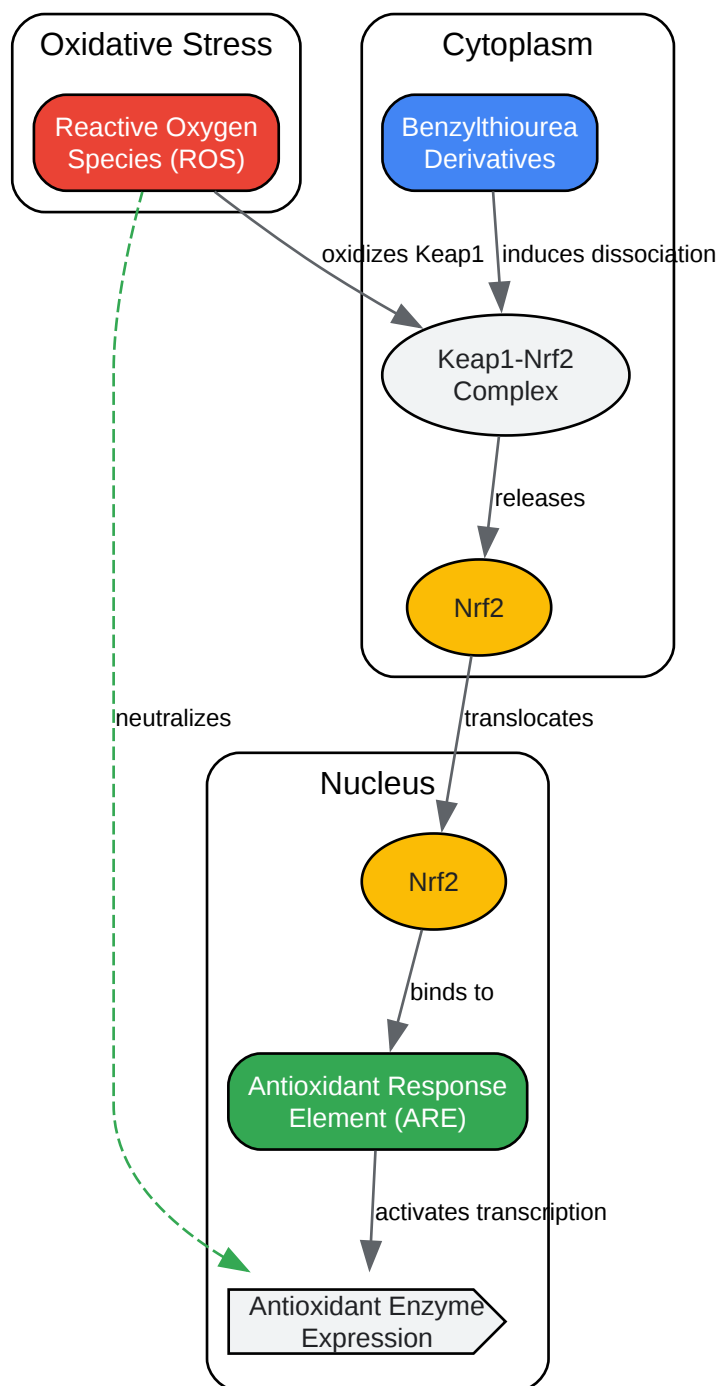 Oxidative Stress
Cytoplasm
Reactive Oxygen
Species (ROS)
Benzylthiourea
Derivatives
oxidizes Keap1
induces dissociation
Keap1-Nrf2
Complex
releases
Nrf2
neutralizes
translocates
Nucleus
Nrf2
binds to
Antioxidant Response
Element (ARE)
activates transcription
Antioxidant Enzyme
Expression